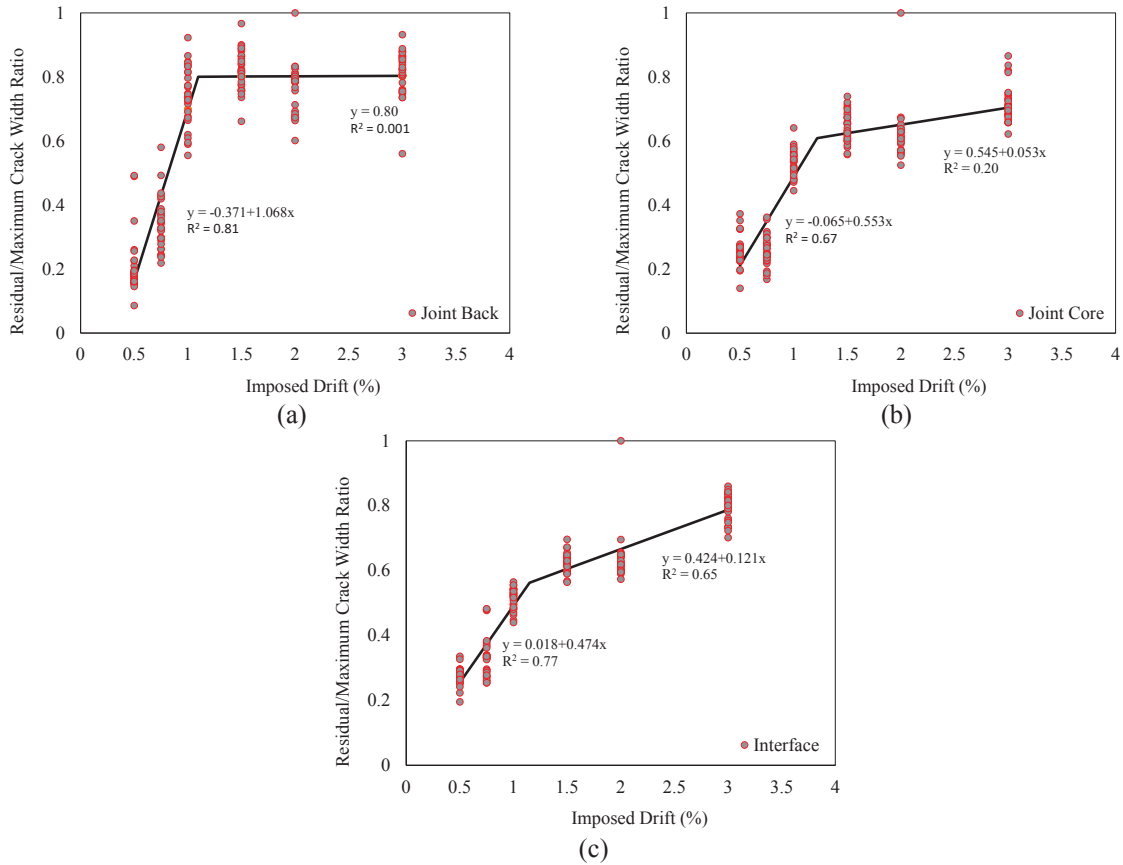 Residual/Maximum Crack Width Ratio
1
0.8
0.6
0.4
0.2
0
y = 0.80
R² = 0.001
y = -0.371+1.068x
R² = 0.81
Joint Back
0 0.5 1 1.5 2 2.5 3 3.5 4
Imposed Drift (%)
(a)
Residual/Maximum Crack Width Ratio
1
0.8
0.6
0.4
0.2
0
y = 0.545+0.053x
R² = 0.20
y = -0.065+0.553x
R² = 0.67
Joint Core
0 0.5 1 1.5 2 2.5 3 3.5 4
Imposed Drift (%)
(b)
Residual/Maximum Crack Width Ratio
1
0.8
0.6
0.4
0.2
0
y = 0.424+0.121x
R² = 0.65
y = 0.018+0.474x
R² = 0.77
Interface
0 0.5 1 1.5 2 2.5 3 3.5 4
Imposed Drift (%)
(c)